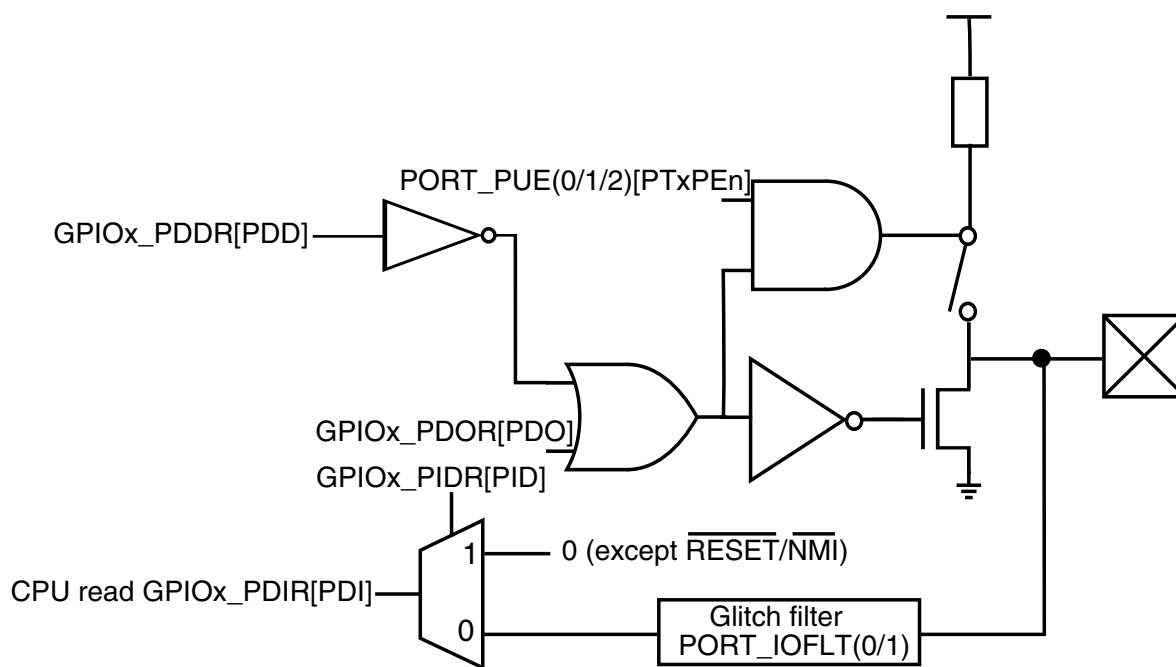 PORT_PUE(0/1/2)[PTxPEn]
GPIOx_PDDR[PDD]
GPIOx_PDOR[PDO]
GPIOx_PIDR[PID]
1
0 (except RESET/NMI)
CPU read GPIOx_PDIR[PDI]
0
Glitch filter
PORT_IOFLT(0/1)